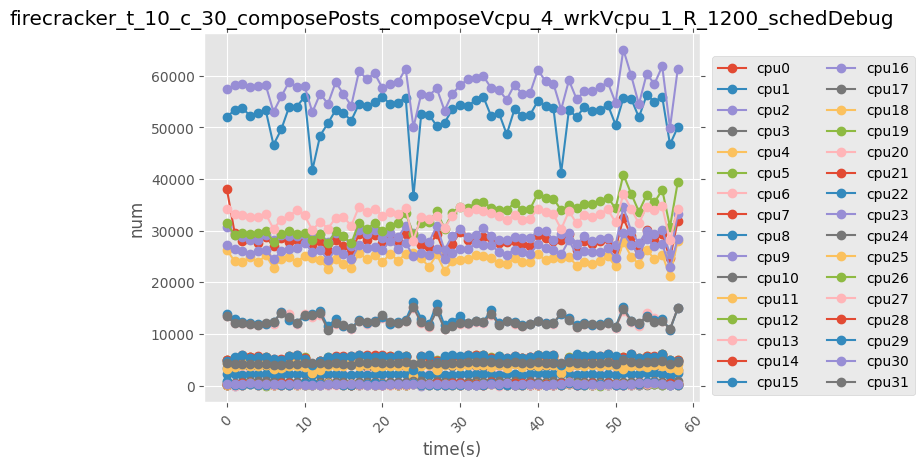 firecracker_t_10_c_30_composePosts_composeVcpu_4_wrkVcpu_1_R_1200_schedDebug
60000
50000
40000
30000
20000
10000
0
num
0
10
20
30
40
50
60
time(s)
cpu0
cpu1
cpu2
cpu3
cpu4
cpu5
cpu6
cpu7
cpu8
cpu9
cpu10
cpu11
cpu12
cpu13
cpu14
cpu15
cpu16
cpu17
cpu18
cpu19
cpu20
cpu21
cpu22
cpu23
cpu24
cpu25
cpu26
cpu27
cpu28
cpu29
cpu30
cpu31